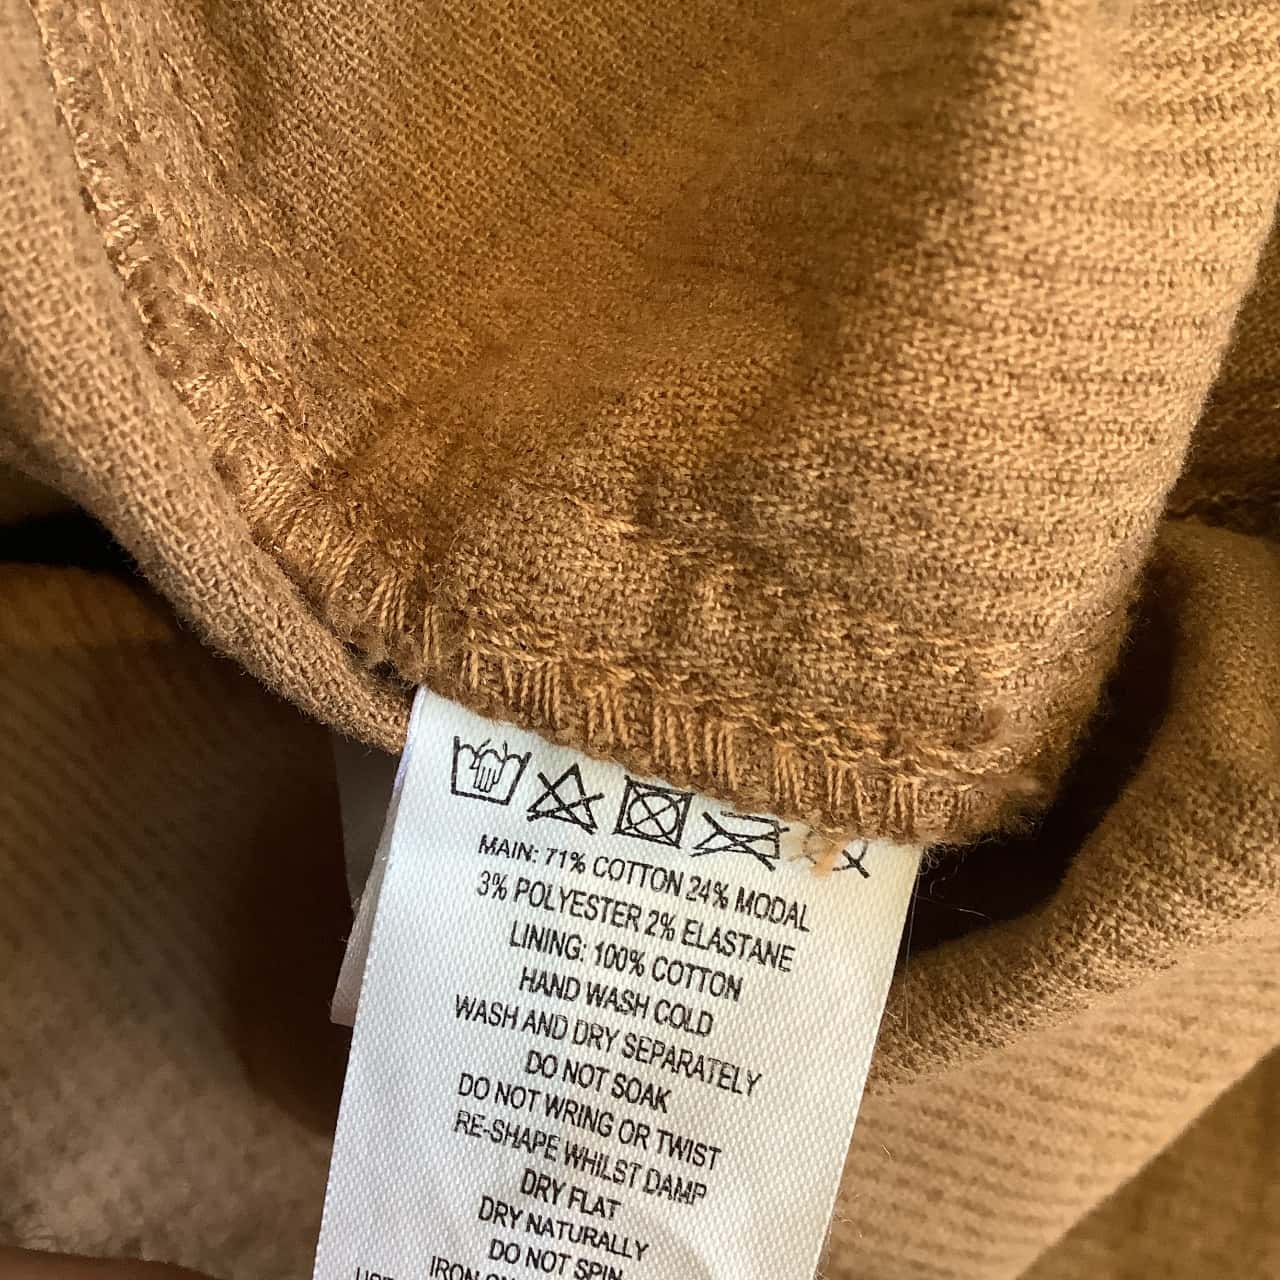 MAIN: 71% COTTON 24% MODAL
3% POLYESTER 2% ELASTANE
LINING: 100% COTTON
HAND WASH COLD
WASH AND DRY SEPARATELY
DO NOT SOAK
DO NOT WRING OR TWIST
RE-SHAPE WHILST DAMP
DRY FLAT
DRY NATURALLY
DO NOT SPIN
IRON